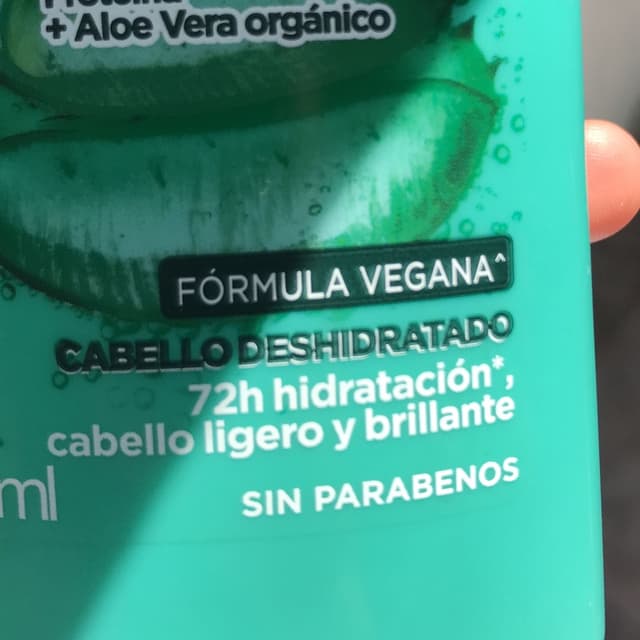 + Aloe Vera orgánico
FÓRMULA VEGANA^
CABELLO DESHIDRATADO
72h hidratación*,
cabello ligero y brillante
ml
SIN PARABENOS